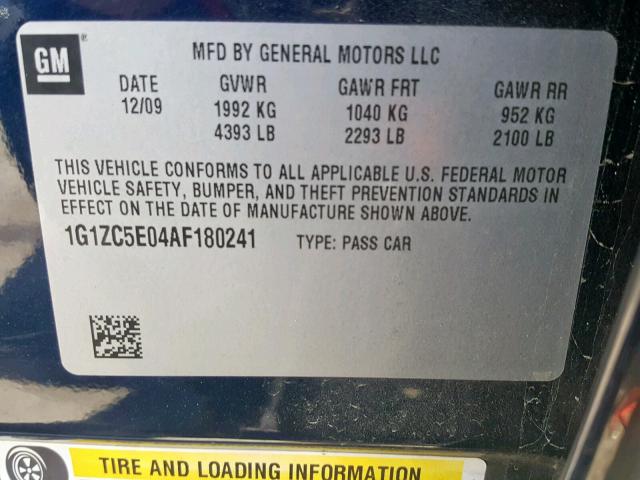 GM ®
MFD BY GENERAL MOTORS LLC
DATE GVWR GAWR FRT GAWR RR
12/09 1992 KG 1040 KG 952 KG
4393 LB 2293 LB 2100 LB
THIS VEHICLE CONFORMS TO ALL APPLICABLE U.S. FEDERAL MOTOR
VEHICLE SAFETY, BUMPER, AND THEFT PREVENTION STANDARDS IN
EFFECT ON THE DATE OF MANUFACTURE SHOWN ABOVE.
1G1ZC5E04AF180241 TYPE: PASS CAR
TIRE AND LOADING INFORMATION